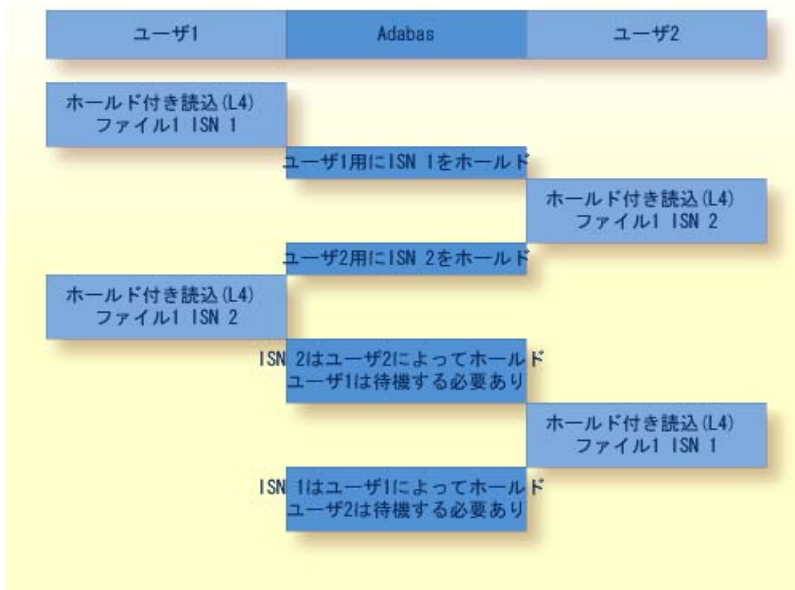 ユーザ1
Adabas
ユーザ2
ホールド付き読込(L4)
ファイル1 ISN 1
ユーザ1用にISN 1をホールド
ホールド付き読込(L4)
ファイル1 ISN 2
ユーザ2用にISN 2をホールド
ホールド付き読込(L4)
ファイル1 ISN 2
ISN 2はユーザ2によってホールド
ユーザ1は待機する必要あり
ホールド付き読込(L4)
ファイル1 ISN 1
ISN 1はユーザ1によってホールド
ユーザ2は待機する必要あり